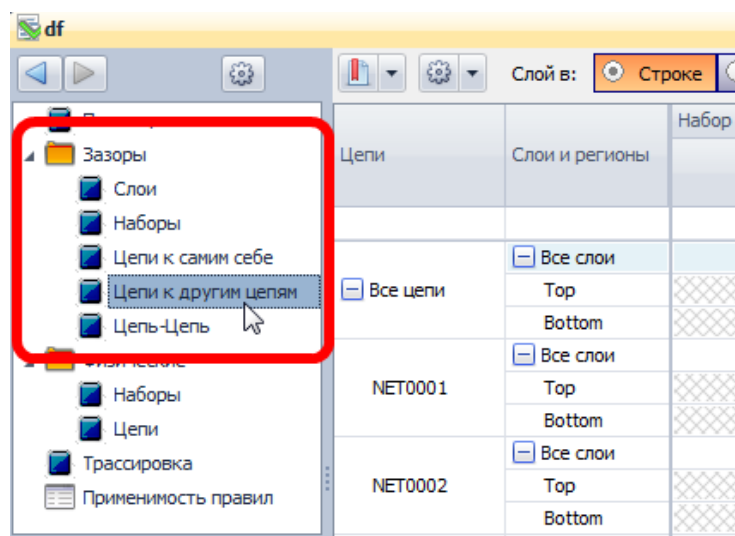 df
Слой в: Строке
Зазоры
Слои
Наборы
Цепи к самим себе
Цепи к другим цепям
Цепь-Цепь
Физические
Наборы
Цепи
Трассировка
Применимость правил
Цепи
Слои и регионы
Набор
Все цепи
Все слои
Top
Bottom
NET0001
Все слои
Top
Bottom
NET0002
Все слои
Top
Bottom